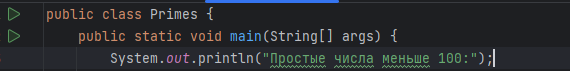 public class Primes {
public static void main(String[] args) {
System.out.println("Простые числа меньше 100:");